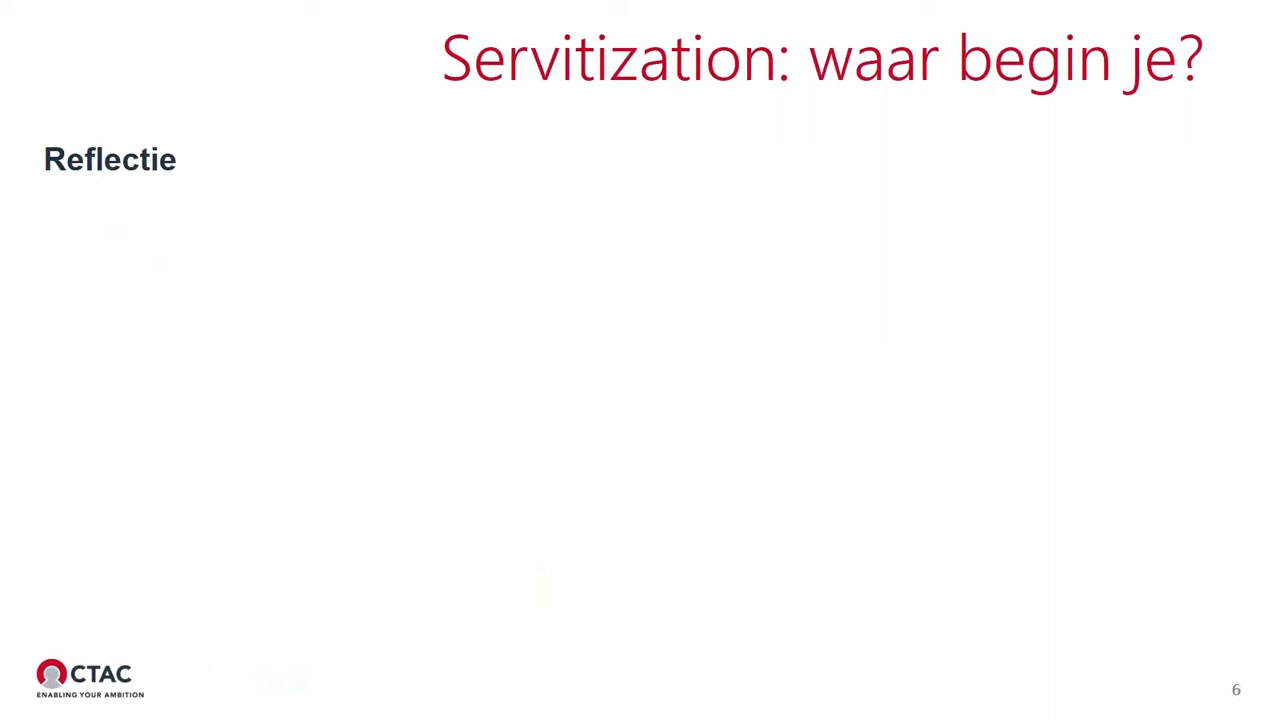 Servitization: waar begin je?
Reflectie
CTAC
ENABLING YOUR AMBITION
6